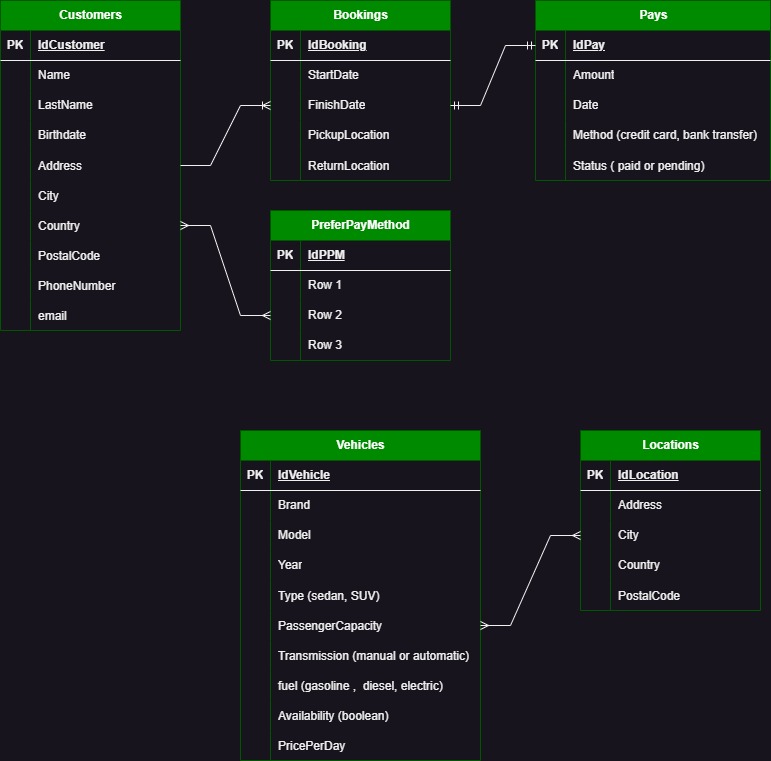 Customers
PK IdCustomer
Name
LastName
Birthdate
Address
City
Country
PostalCode
PhoneNumber
email
Bookings
PK IdBooking
StartDate
FinishDate
PickupLocation
ReturnLocation
Pays
PK IdPay
Amount
Date
Method (credit card, bank transfer)
Status ( paid or pending)
PreferPayMethod
PK IdPPM
Row 1
Row 2
Row 3
Vehicles
PK IdVehicle
Brand
Model
Year
Type (sedan, SUV)
PassengerCapacity
Transmission (manual or automatic)
fuel (gasoline , diesel, electric)
Availability (boolean)
PricePerDay
Locations
PK IdLocation
Address
City
Country
PostalCode